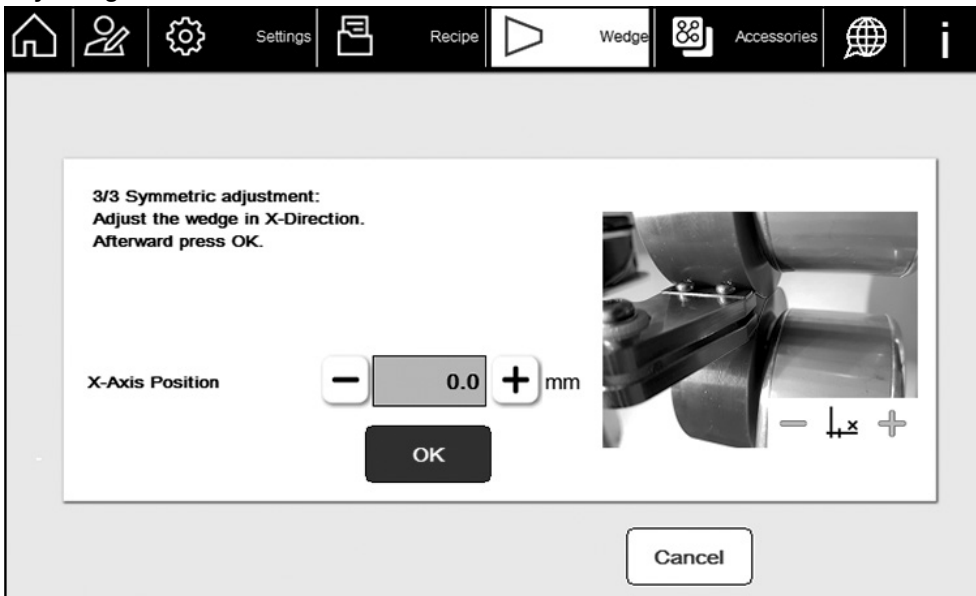 Settings
Recipe
Wedge
Accessories
i
3/3 Symmetric adjustment:
Adjust the wedge in X-Direction.
Afterward press OK.
X-Axis Position
0.0
mm
OK
x
Cancel